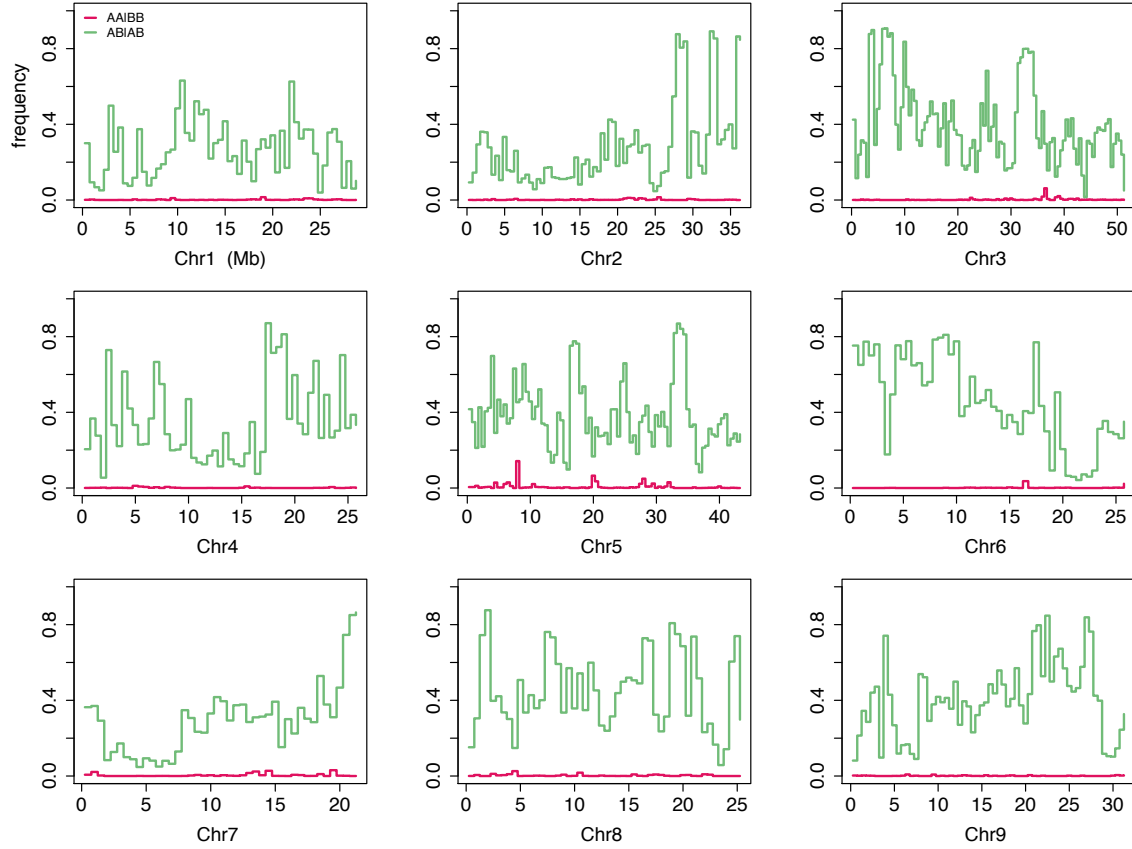 AA|BB
AB|AB
frequency
0.0 0.4 0.8
0 5 10 15 20 25
Chr1 (Mb)
0.0 0.4 0.8
0 5 10 15 20 25 30 35
Chr2
0.0 0.4 0.8
0 10 20 30 40 50
Chr3
0.0 0.4 0.8
0 5 10 15 20 25
Chr4
0.0 0.4 0.8
0 10 20 30 40
Chr5
0.0 0.4 0.8
0 5 10 15 20 25
Chr6
0.0 0.4 0.8
0 5 10 15 20
Chr7
0.0 0.4 0.8
0 5 10 15 20 25
Chr8
0.0 0.4 0.8
0 5 10 15 20 25 30
Chr9